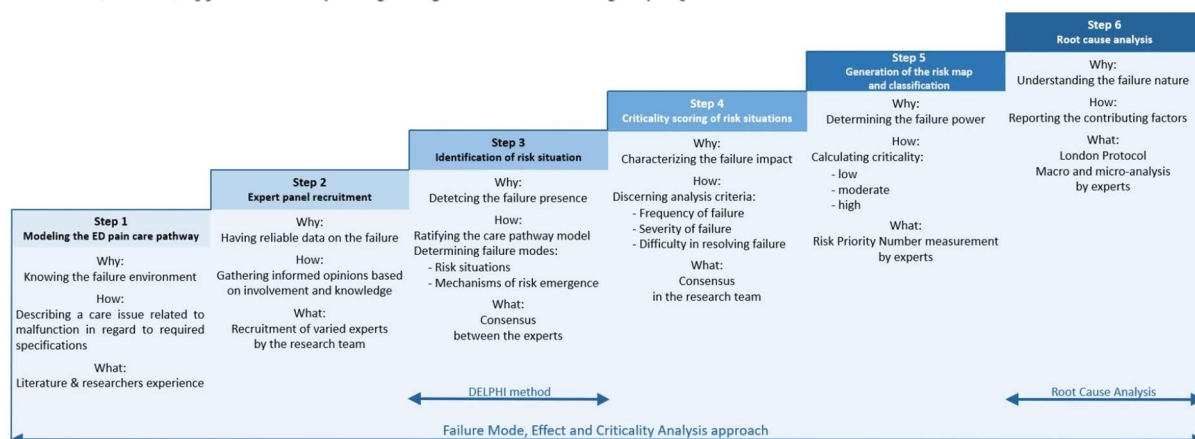 Step 1
Modeling the ED pain care pathway
Why:
Knowing the failure environment
How:
Describing a care issue related to
malfunction in regard to required
specifications
What:
Literature & researchers experience
Step 2
Expert panel recruitment
Why:
Having reliable data on the failure
How:
Gathering informed opinions based
on involvement and knowledge
What:
Recruitment of varied experts
by the research team
Step 3
Identification of risk situation
Why:
Detetcing the failure presence
How:
Ratifying the care pathway model
Determining failure modes:
- Risk situations
- Mechanisms of risk emergence
What:
Consensus
between the experts
DELPHI method
Step 4
Criticality scoring of risk situations
Why:
Characterizing the failure impact
How:
Discerning analysis criteria:
- Frequency of failure
- Severity of failure
- Difficulty in resolving failure
What:
Consensus
in the research team
Step 5
Generation of the risk map
and classification
Why:
Determining the failure power
How:
Calculating criticality:
- low
- moderate
- high
What:
Risk Priority Number measurement
by experts
Step 6
Root cause analysis
Why:
Understanding the failure nature
How:
Reporting the contributing factors
What:
London Protocol
Macro and micro-analysis
by experts
Root Cause Analysis
Failure Mode, Effect and Criticality Analysis approach